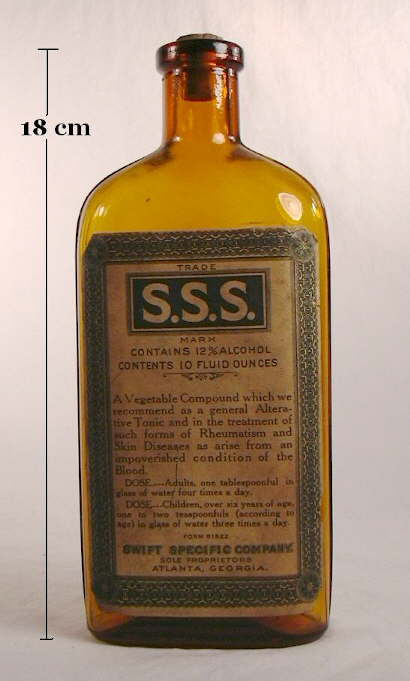 18 cm
TRADE
S.S.S.
MARK
CONTAINS 12% ALCOHOL
CONTENTS 10 FLUID OUNCES
A Vegetable Compound which we
recommend as a general Altera-
tive Tonic and in the treatment of
such forms of Rheumatism and
Skin Diseases as arise from an
impoverished condition of the
Blood.
DOSE.—Adults, one tablespoonful in
glass of water four times a day.
DOSE.—Children, over six years of age,
one to two teaspoonfuls (according to
age) in glass of water three times a day.
FORM 51522
SWIFT SPECIFIC COMPANY.
SOLE PROPRIETORS
ATLANTA, GEORGIA.